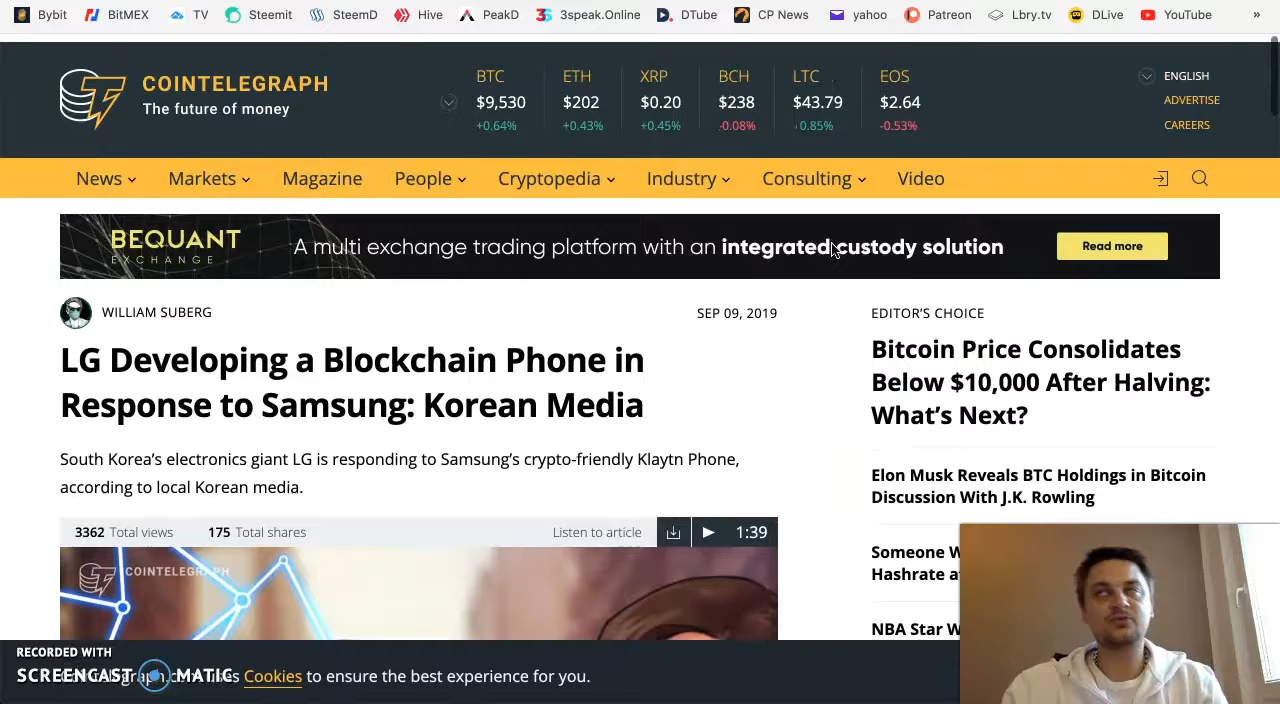 Bybit BitMEX TV Steemit SteemD Hive PeakD 3speak.Online DTube CP News yahoo Patreon Lbry.tv DLive YouTube »
COINTELEGRAPH
The future of money
BTC ETH XRP BCH LTC EOS
$9,530 $202 $0.20 $238 $43.79 $2.64
+0.64% +0.43% +0.45% -0.08% 0.85% -0.53%
ENGLISH
ADVERTISE
CAREERS
News Markets Magazine People Cryptopedia Industry Consulting Video
BEQUANT
EXCHANGE
A multi exchange trading platform with an integrated custody solution
Read more
WILLIAM SUBERG
SEP 09, 2019
LG Developing a Blockchain Phone in
Response to Samsung: Korean Media
South Korea's electronics giant LG is responding to Samsung's crypto-friendly Klaytn Phone,
according to local Korean media.
3362 Total views 175 Total shares Listen to article 1:39
COINTELEGRAPH
EDITOR'S CHOICE
Bitcoin Price Consolidates
Below $10,000 After Halving:
What's Next?
Elon Musk Reveals BTC Holdings in Bitcoin
Discussion With J.K. Rowling
Someone
Hashrate
NBA Star
RECORDED WITH
SCREENCAST MATIC
Cookies to ensure the best experience for you.